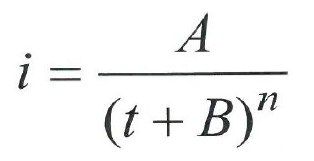 i = A / (t + B)^n